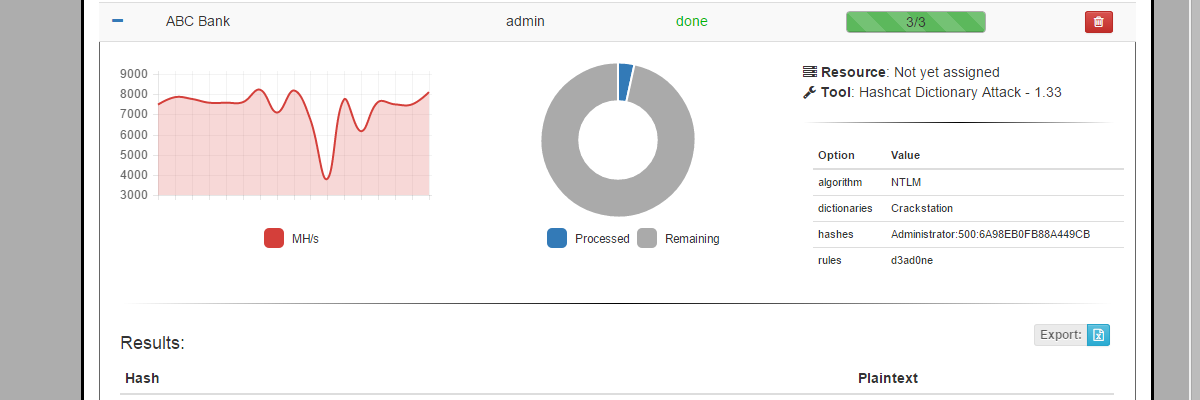 ABC Bank admin done 3/3
9000
8000
7000
6000
5000
4000
3000
MH/s
Processed Remaining
Resource: Not yet assigned
Tool: Hashcat Dictionary Attack - 1.33
Option Value
algorithm NTLM
dictionaries Crackstation
hashes Administrator:500:6A98EB0FB88A449CB
rules d3ad0ne
Results:
Export:
Hash Plaintext